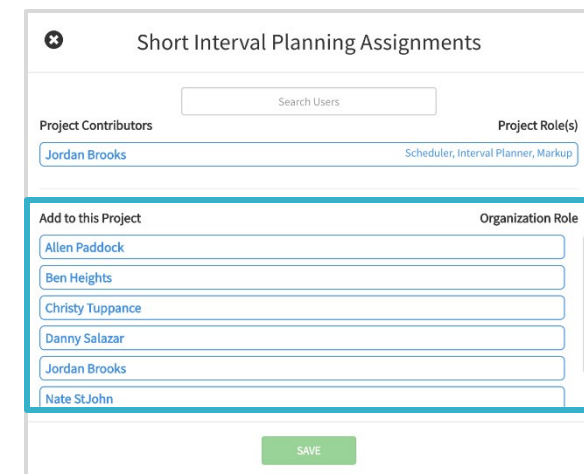 Short Interval Planning Assignments
Search Users
Project Contributors Project Role(s)
Jordan Brooks Scheduler, Interval Planner, Markup
Add to this Project Organization Role
Allen Paddock
Ben Heights
Christy Tuppance
Danny Salazar
Jordan Brooks
Nate StJohn
SAVE